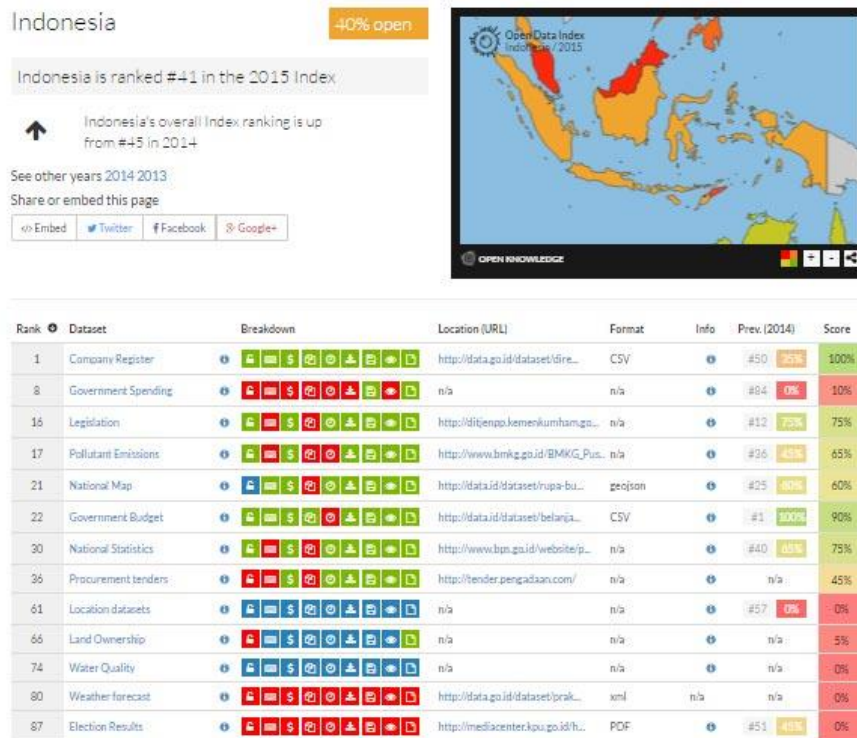 Indonesia
40% open
Indonesia is ranked #41 in the 2015 Index
Indonesia's overall Index ranking is up
from #45 in 2014
See other years 2014 2013
Share or embed this page
</> Embed Twitter Facebook Google+
Open Data Index
Indonesia / 2015
OPEN KNOWLEDGE
+ -
Rank Dataset Breakdown Location (URL) Format Info Prev. (2014) Score
1 Company Register $ http://data.go.id/dataset/dire... CSV #50 35% 100%
8 Government Spending $ n/a n/a #84 0% 10%
16 Legislation $ http://ditjenpp.kemenkumham.go... n/a #12 75% 75%
17 Pollutant Emissions $ http://www.bmkg.go.id/BMKG_Pus... n/a #36 45% 65%
21 National Map $ http://data.id/dataset/rupa-bu... geojson #25 60% 60%
22 Government Budget $ http://data.id/dataset/belanja... CSV #1 100% 90%
30 National Statistics $ http://www.bps.go.id/website/p... n/a #40 65% 75%
36 Procurement tenders $ http://tender.pengadaan.com/ n/a n/a 45%
61 Location datasets $ n/a n/a #57 0% 0%
66 Land Ownership $ n/a n/a n/a 5%
74 Water Quality $ n/a n/a n/a 0%
80 Weather forecast $ http://data.go.id/dataset/prak... xml n/a n/a 0%
87 Election Results $ http://mediacenter.kpu.go.id/h... PDF #51 45% 0%